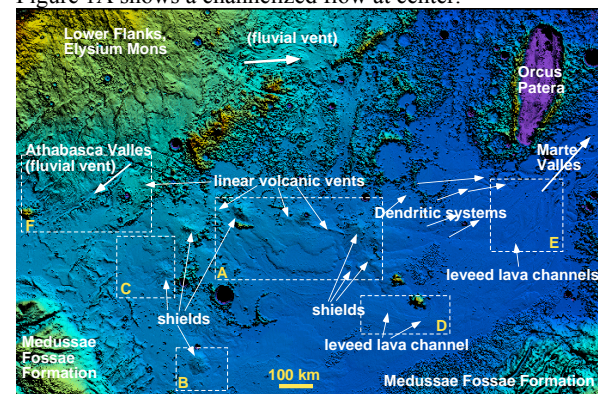 Figure 1A shows a channelized flow at center.
Lower Flanks,
Elysium Mons
(fluvial vent)
Orcus
Patera
Athabasca Valles
(fluvial vent)
Marte
Valles
linear volcanic vents
Dendritic systems
F
C
A
E
leveed lava channels
shields
shields
D
leveed lava channel
Medussae
Fossae
Formation
B
100 km
Medussae Fossae Formation